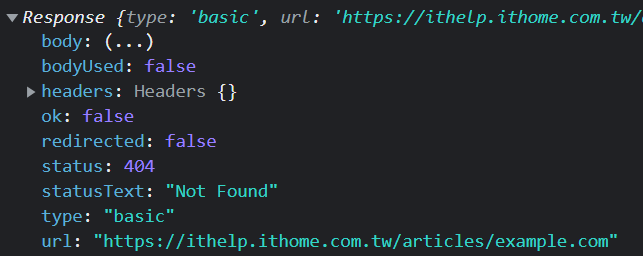 ▼Response {type: 'basic', url: 'https://ithelp.ithome.com.tw/
body: (...)
bodyUsed: false
▶ headers: Headers {}
ok: false
redirected: false
status: 404
statusText: "Not Found"
type: "basic"
url: "https://ithelp.ithome.com.tw/articles/example.com"